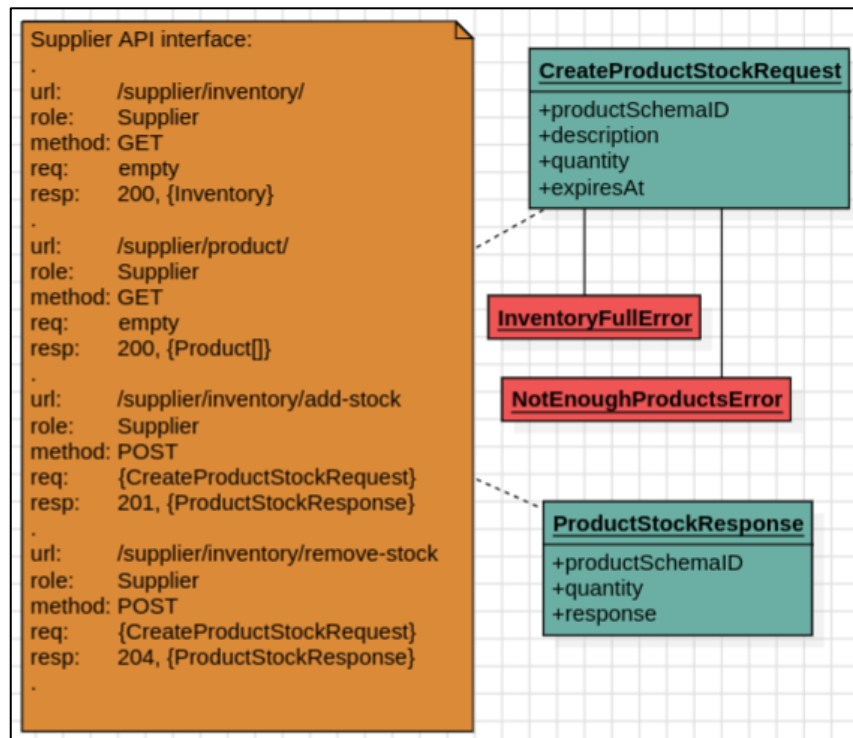 Supplier API interface:
.
url: /supplier/inventory/
role: Supplier
method: GET
req: empty
resp: 200, {Inventory}
.
url: /supplier/product/
role: Supplier
method: GET
req: empty
resp: 200, {Product[]}
.
url: /supplier/inventory/add-stock
role: Supplier
method: POST
req: {CreateProductStockRequest}
resp: 201, {ProductStockResponse}
.
url: /supplier/inventory/remove-stock
role: Supplier
method: POST
req: {CreateProductStockRequest}
resp: 204, {ProductStockResponse}
.
CreateProductStockRequest
+productSchemaID
+description
+quantity
+expiresAt
InventoryFullError
NotEnoughProductsError
ProductStockResponse
+productSchemaID
+quantity
+response